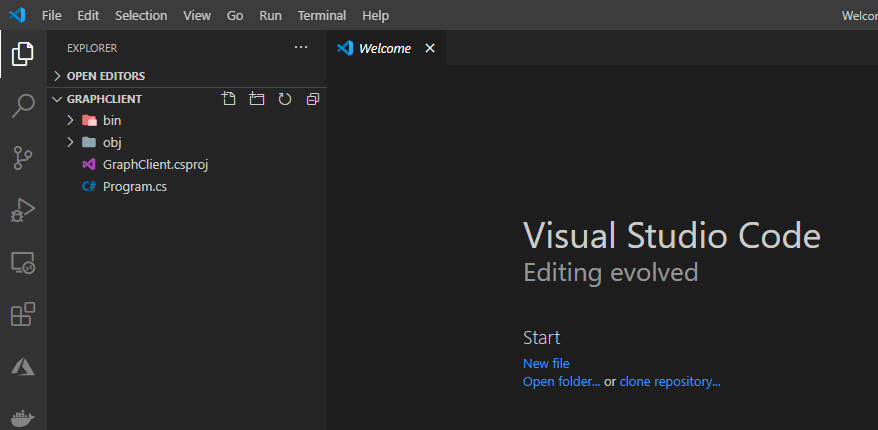 File Edit Selection View Go Run Terminal Help
EXPLORER
OPEN EDITORS
GRAPHCLIENT
bin
obj
GraphClient.csproj
C# Program.cs
Welcome
Visual Studio Code
Editing evolved
Start
New file
Open folder... or clone repository...